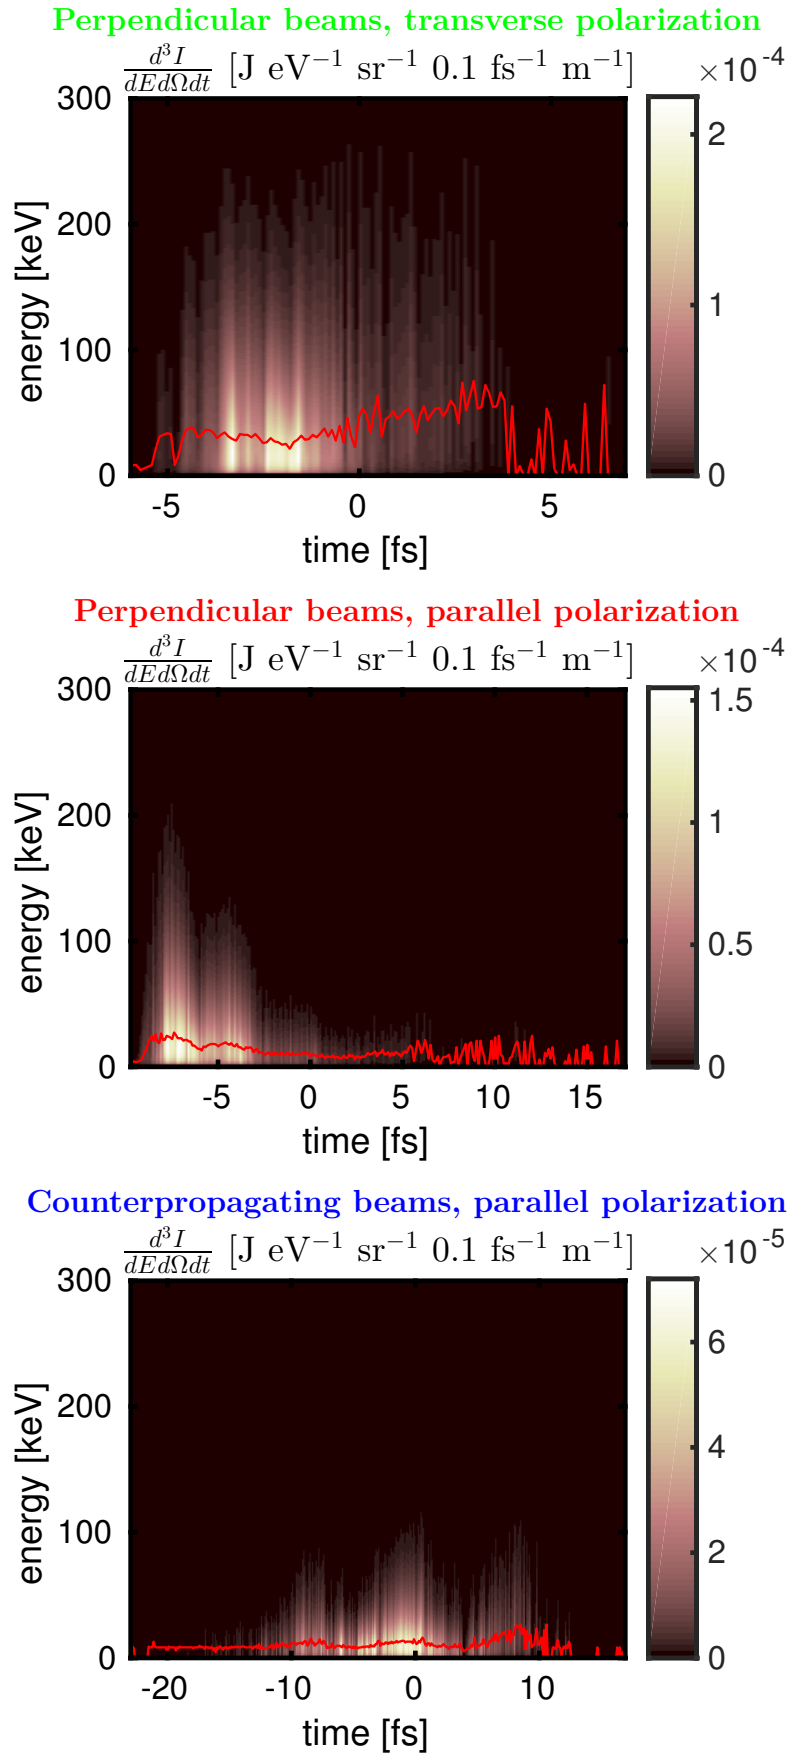 Perpendicular beams, transverse polarization
d³I/dEdΩdt [J eV⁻¹ sr⁻¹ 0.1 fs⁻¹ m⁻¹] ×10⁻⁴
300
200
100
0
2
1
0
energy [keV]
-5 0 5
time [fs]
Perpendicular beams, parallel polarization
d³I/dEdΩdt [J eV⁻¹ sr⁻¹ 0.1 fs⁻¹ m⁻¹] ×10⁻⁴
300
200
100
0
1.5
1
0.5
0
energy [keV]
-5 0 5 10 15
time [fs]
Counterpropagating beams, parallel polarization
d³I/dEdΩdt [J eV⁻¹ sr⁻¹ 0.1 fs⁻¹ m⁻¹] ×10⁻⁵
300
200
100
0
6
4
2
0
energy [keV]
-20 -10 0 10
time [fs]